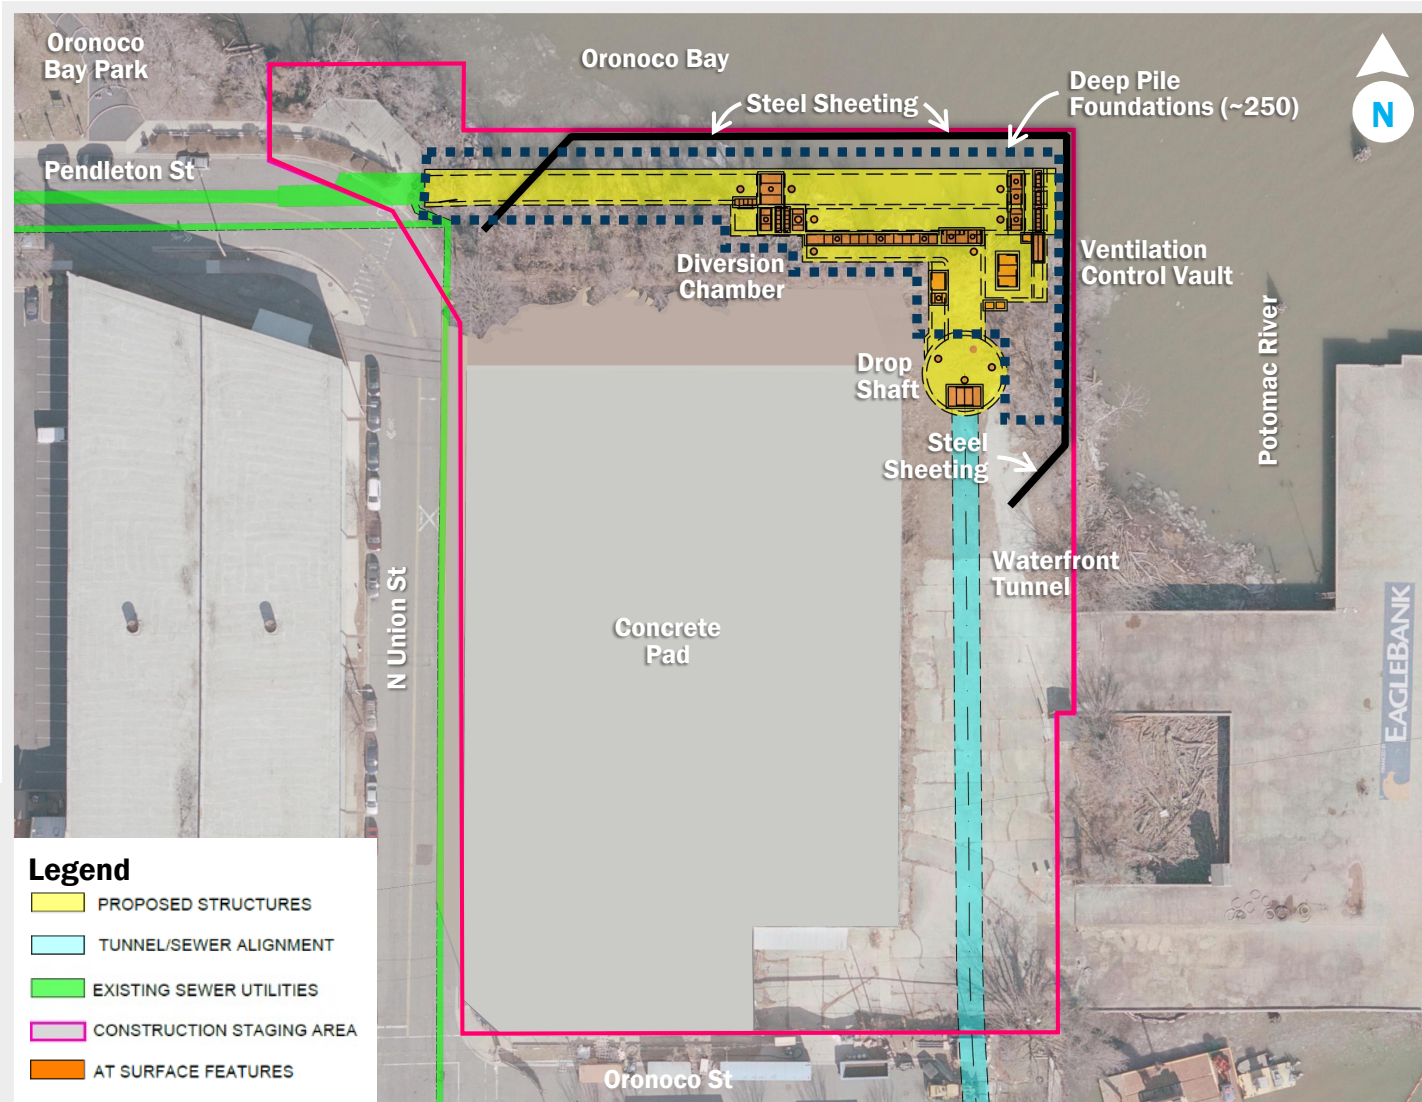 Oronoco
Bay Park
Oronoco Bay
Steel Sheeting
Deep Pile
Foundations (~250)
N
Pendleton St
Diversion
Chamber
Ventilation
Control Vault
Potomac River
Drop
Shaft
Steel
Sheeting
Waterfront
Tunnel
N Union St
Concrete
Pad
EAGLEBANK
Legend
PROPOSED STRUCTURES
TUNNEL/SEWER ALIGNMENT
EXISTING SEWER UTILITIES
CONSTRUCTION STAGING AREA
AT SURFACE FEATURES
Oronoco St